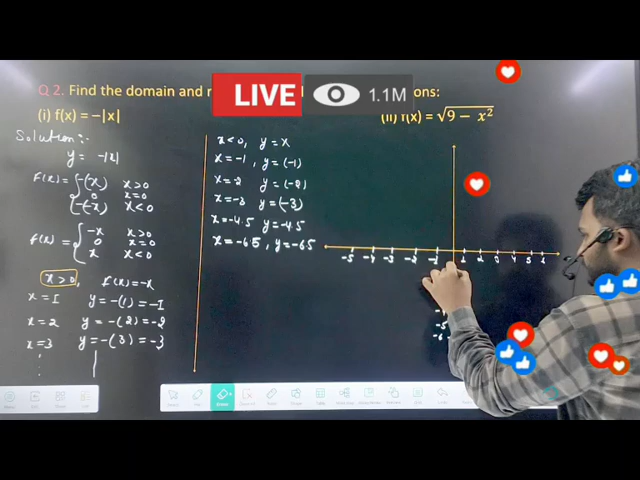 Q 2. Find the domain and r
LIVE
1.1M
ons:
(i) f(x) = −|x|
(ii) f(x) = √9 − x²
Solution :-
y = -|x|
f(x) = { -(x) x>0
0 x=0
-(-x) x<0
f(x) = { -x x>0
0 x=0
x x<0
x>0, f(x)=-x
x=1 y=-(1)=-1
x=2 y=-(2)=-2
x=3 y=-(3)=-3
x<0, y=x
x=-1, y=(-1)
x=-2 y=(-2)
x=-3 y=(-3)
x=-4.5 y=-4.5
x=-6.5, y=-6.5
-5 -4 -3 -2 -1 1 2 3 4 5 6
-5
-6